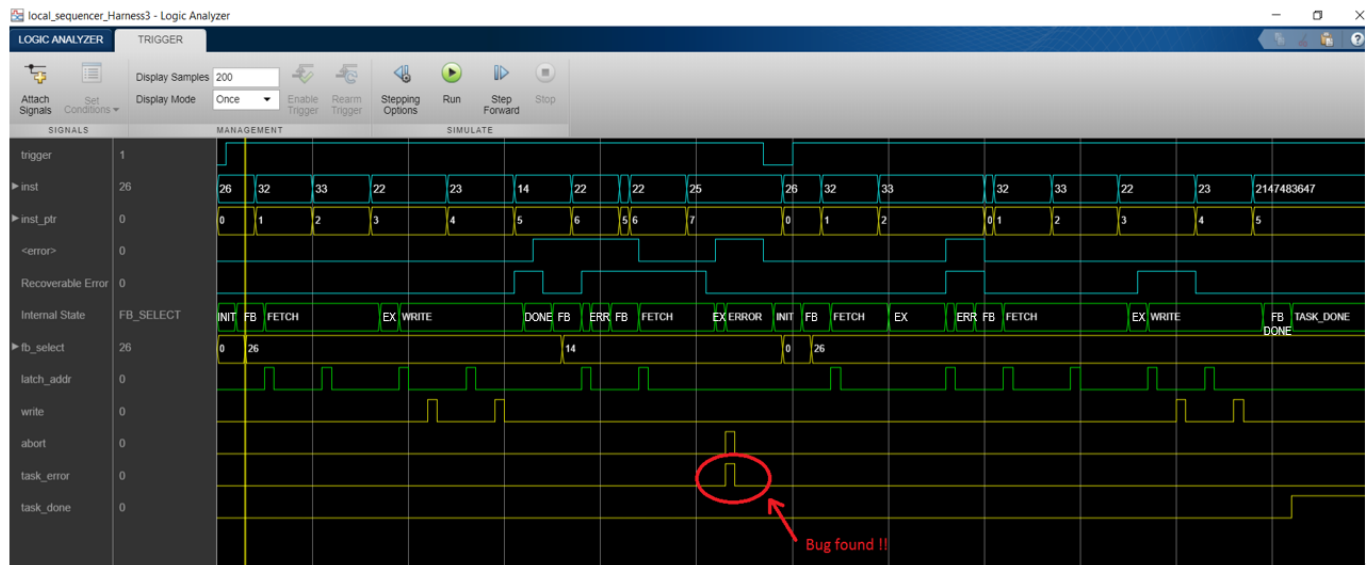 local_sequencer_Harness3 - Logic Analyzer
LOGIC ANALYZER TRIGGER
Display Samples 200
Display Mode Once
Attach Signals
Set Conditions
Enable Trigger
Rearm Trigger
Stepping Options
Run
Step Forward
Stop
SIGNALS MANAGEMENT SIMULATE
trigger 1
inst 26 26 32 33 22 23 14 22 22 25 26 32 33 32 33 22 23 2147483647
inst_ptr 0 0 1 2 3 4 5 6 5 6 7 0 1 2 0 1 2 3 4 5
<error> 0
Recoverable Error 0
Internal State FB_SELECT INIT FB FETCH EX WRITE DONE FB ERR FB FETCH EX ERROR INIT FB FETCH EX ERR FB FETCH EX WRITE FB DONE TASK_DONE
fb_select 26 0 26 14 0 26
latch_addr 0
write 0
abort 0
task_error 0
task_done 0
Bug found !!